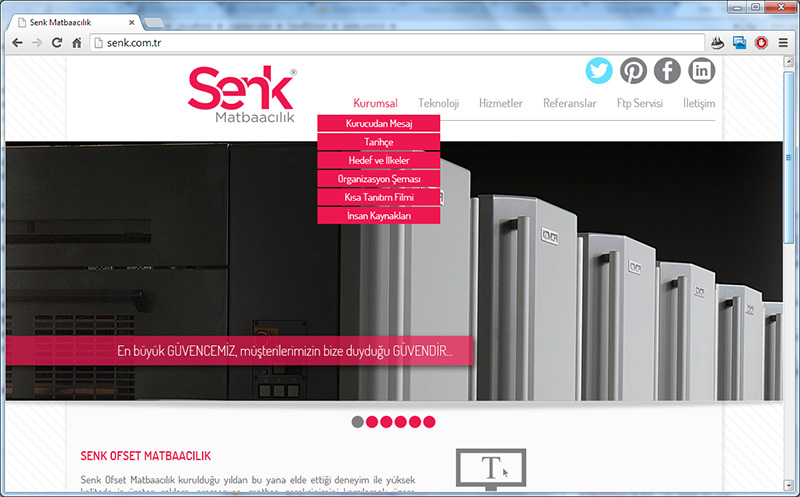 Senk Matbaacılık
senk.com.tr
Senk®
Matbaacılık
Kurumsal Teknoloji Hizmetler Referanslar Ftp Servisi İletişim
Kurucudan Mesaj
Tarihçe
Hedef ve İlkeler
Organizasyon Şeması
Kısa Tanıtım Filmi
İnsan Kaynakları
KOMORI
En büyük GÜVENCEMİZ, müşterilerimizin bize duyduğu GÜVENDİR...
SENK OFSET MATBAACILIK
Senk Ofset Matbaacılık kurulduğu yıldan bu yana elde ettiği deneyim ile yüksek
T